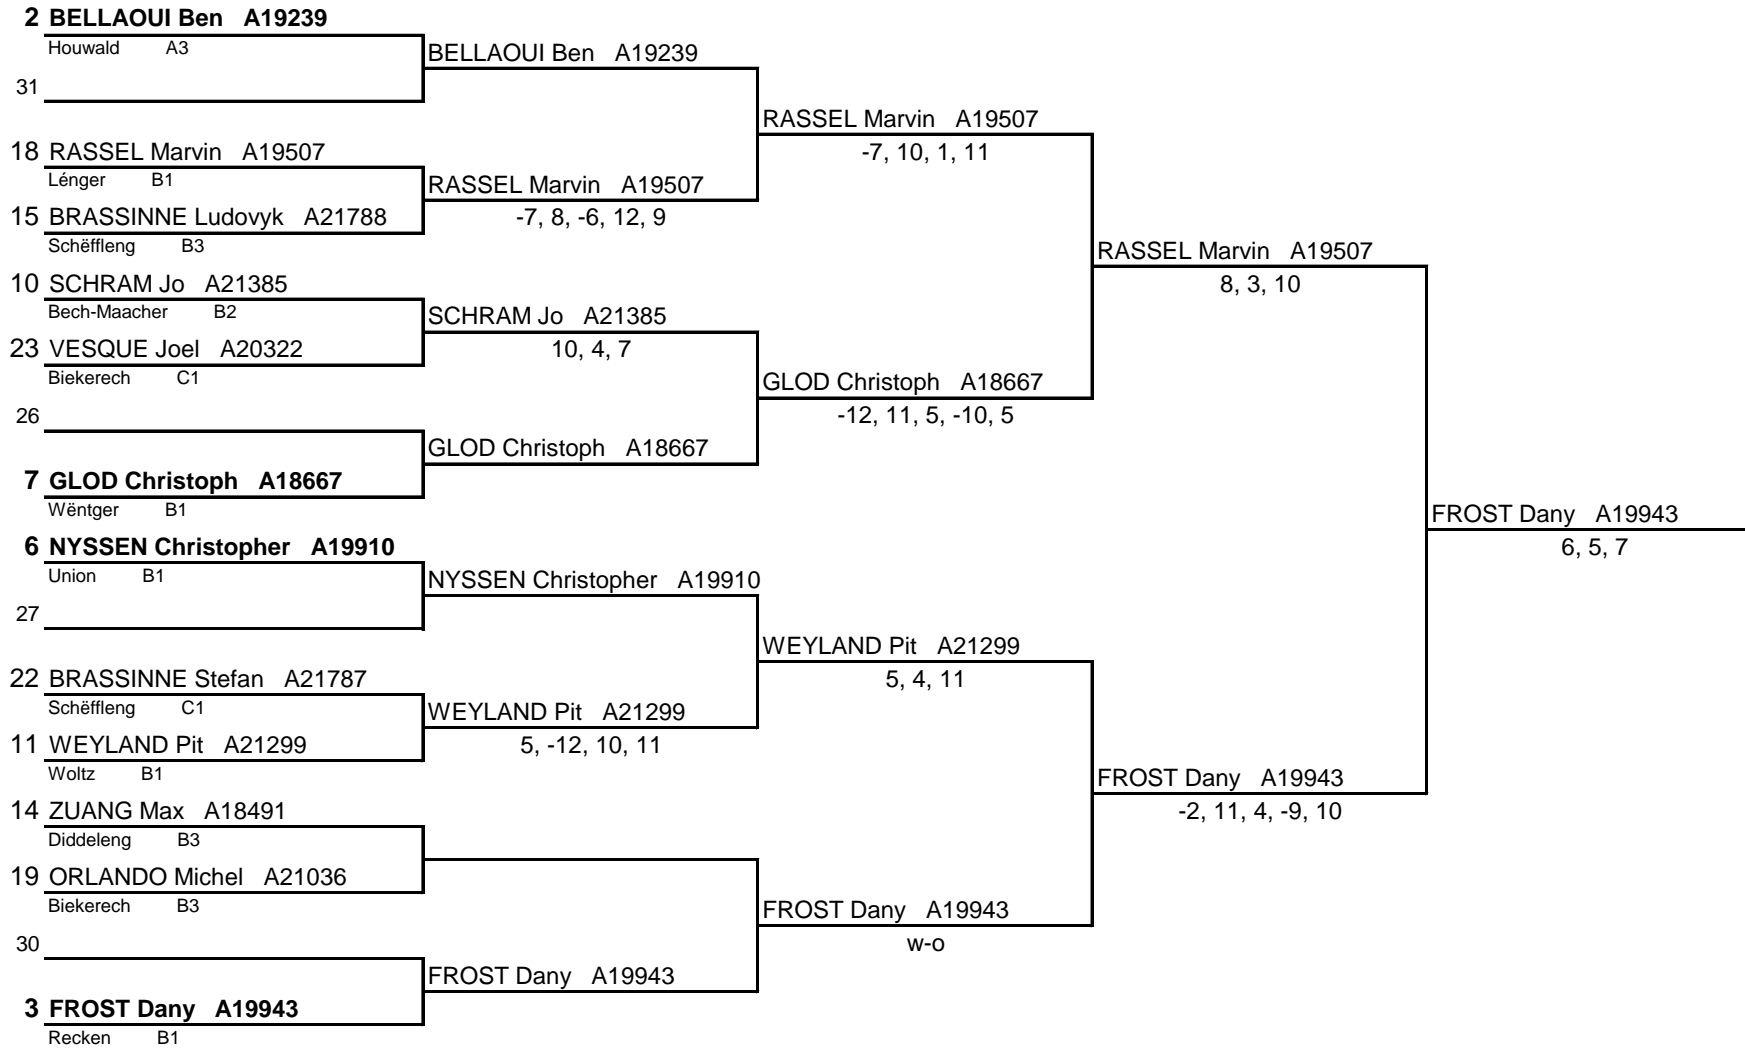 2 BELLAOUI Ben A19239
Houwald A3
BELLAOUI Ben A19239
31
RASSEL Marvin A19507
-7, 10, 1, 11
18 RASSEL Marvin A19507
Lénger B1
RASSEL Marvin A19507
-7, 8, -6, 12, 9
15 BRASSINNE Ludovyk A21788
Schëffleng B3
RASSEL Marvin A19507
8, 3, 10
10 SCHRAM Jo A21385
Bech-Maacher B2
SCHRAM Jo A21385
10, 4, 7
23 VESQUE Joel A20322
Biekerech C1
GLOD Christoph A18667
-12, 11, 5, -10, 5
26
GLOD Christoph A18667
7 GLOD Christoph A18667
Wëntger B1
FROST Dany A19943
6, 5, 7
6 NYSSEN Christopher A19910
Union B1
NYSSEN Christopher A19910
27
WEYLAND Pit A21299
5, 4, 11
22 BRASSINNE Stefan A21787
Schëffleng C1
WEYLAND Pit A21299
5, -12, 10, 11
11 WEYLAND Pit A21299
Woltz B1
FROST Dany A19943
-2, 11, 4, -9, 10
14 ZUANG Max A18491
Diddeleng B3
19 ORLANDO Michel A21036
Biekerech B3
FROST Dany A19943
w-o
30
FROST Dany A19943
3 FROST Dany A19943
Recken B1